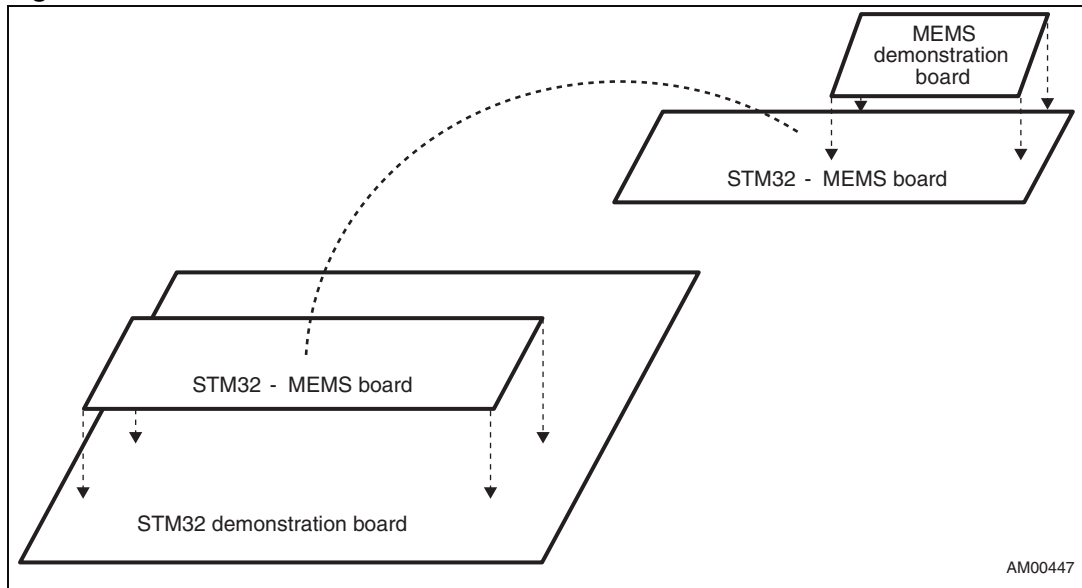 MEMS
demonstration
board
STM32 - MEMS board
STM32 - MEMS board
STM32 demonstration board
AM00447